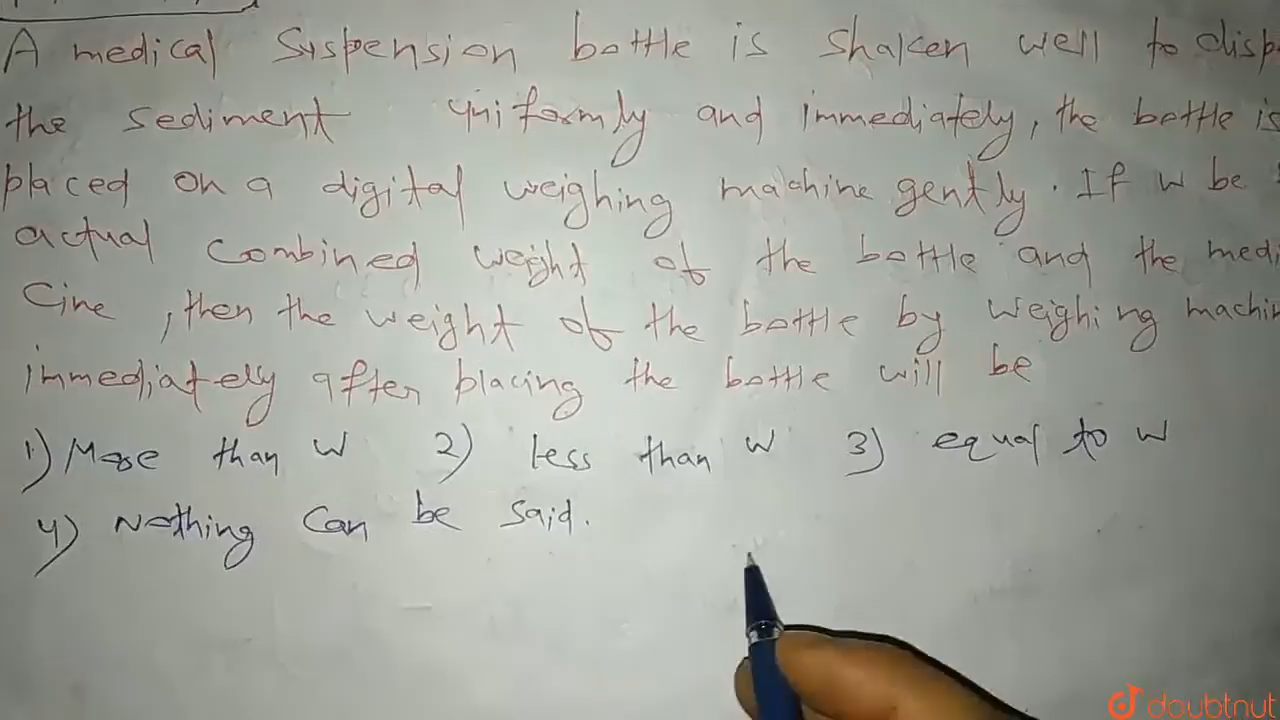 A medical suspension bottle is shaken well to disp
the sediment uniformly and immediately, the bottle is
placed on a digital weighing machine gently. If w be
actual combined weight of the bottle and the medi
cine, then the weight of the bottle by weighing machin
immediately after placing the bottle will be
1) More than W 2) less than W 3) equal to W
4) Nothing can be said.
doubtnut